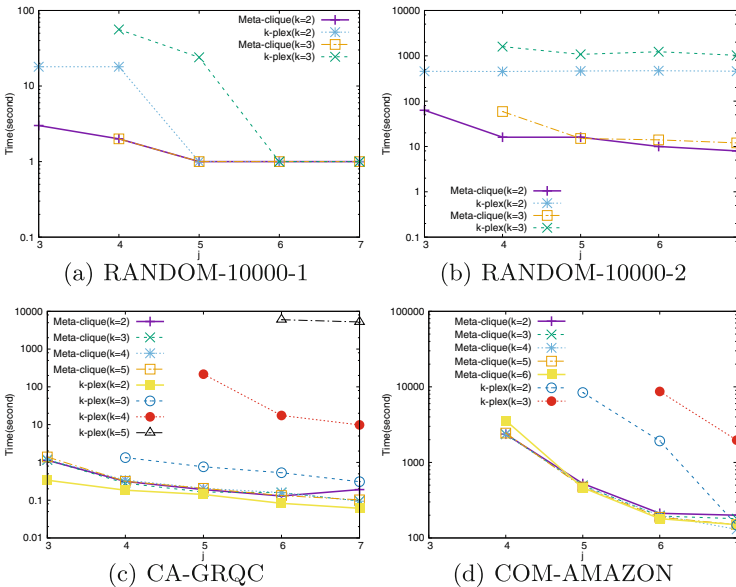 100
10
1
0.1
Time(second)
3 4 5 6 7
j
Meta-clique(k=2)
k-plex(k=2)
Meta-clique(k=3)
k-plex(k=3)
(a) RANDOM-10000-1
10000
1000
100
10
1
0.1
Time(second)
3 4 5 6 7
j
Meta-clique(k=2)
k-plex(k=2)
Meta-clique(k=3)
k-plex(k=3)
(b) RANDOM-10000-2
10000
1000
100
10
1
0.1
0.01
Time(second)
3 4 5 6 7
j
Meta-clique(k=2)
Meta-clique(k=3)
Meta-clique(k=4)
Meta-clique(k=5)
k-plex(k=2)
k-plex(k=3)
k-plex(k=4)
k-plex(k=5)
(c) CA-GRQC
100000
10000
1000
100
Time(second)
3 4 5 6 7
j
Meta-clique(k=2)
Meta-clique(k=3)
Meta-clique(k=4)
Meta-clique(k=5)
Meta-clique(k=6)
k-plex(k=2)
k-plex(k=3)
(d) COM-AMAZON